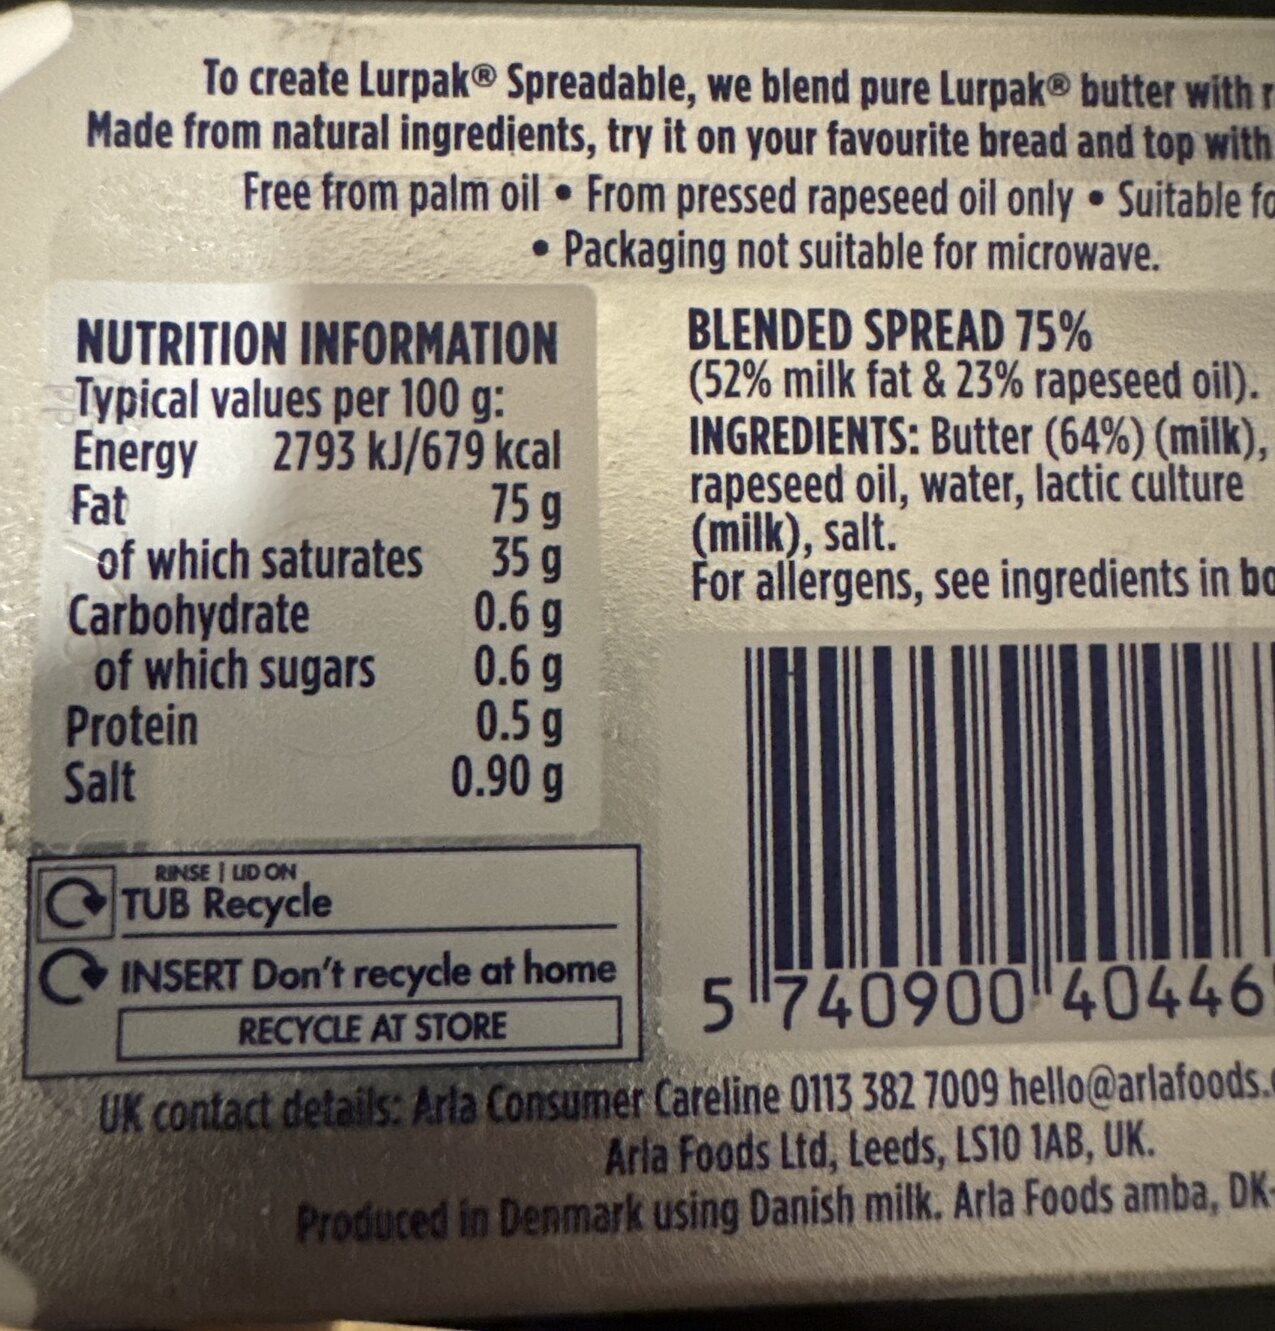 To create Lurpak® Spreadable, we blend pure Lurpak® butter with
Made from natural ingredients, try it on your favourite bread and top with
Free from palm oil • From pressed rapeseed oil only • Suitable
• Packaging not suitable for microwave.
NUTRITION INFORMATION
Typical values per 100 g:
Energy 2793 kJ/679 kcal
Fat 75 g
of which saturates 35 g
Carbohydrate 0.6 g
of which sugars 0.6 g
Protein 0.5 g
Salt 0.90 g
BLENDED SPREAD 75%
(52% milk fat & 23% rapeseed oil).
INGREDIENTS: Butter (64%) (milk),
rapeseed oil, water, lactic culture
(milk), salt.
For allergens, see ingredients in
RINSE | LID ON
TUB Recycle
INSERT Don't recycle at home
RECYCLE AT STORE
5 740900 40446
UK contact details: Arla Consumer Careline 0113 382 7009 hello@arlafoods.
Arla Foods Ltd, Leeds, LS10 1AB, UK.
Produced in Denmark using Danish milk. Arla Foods amba, DK-